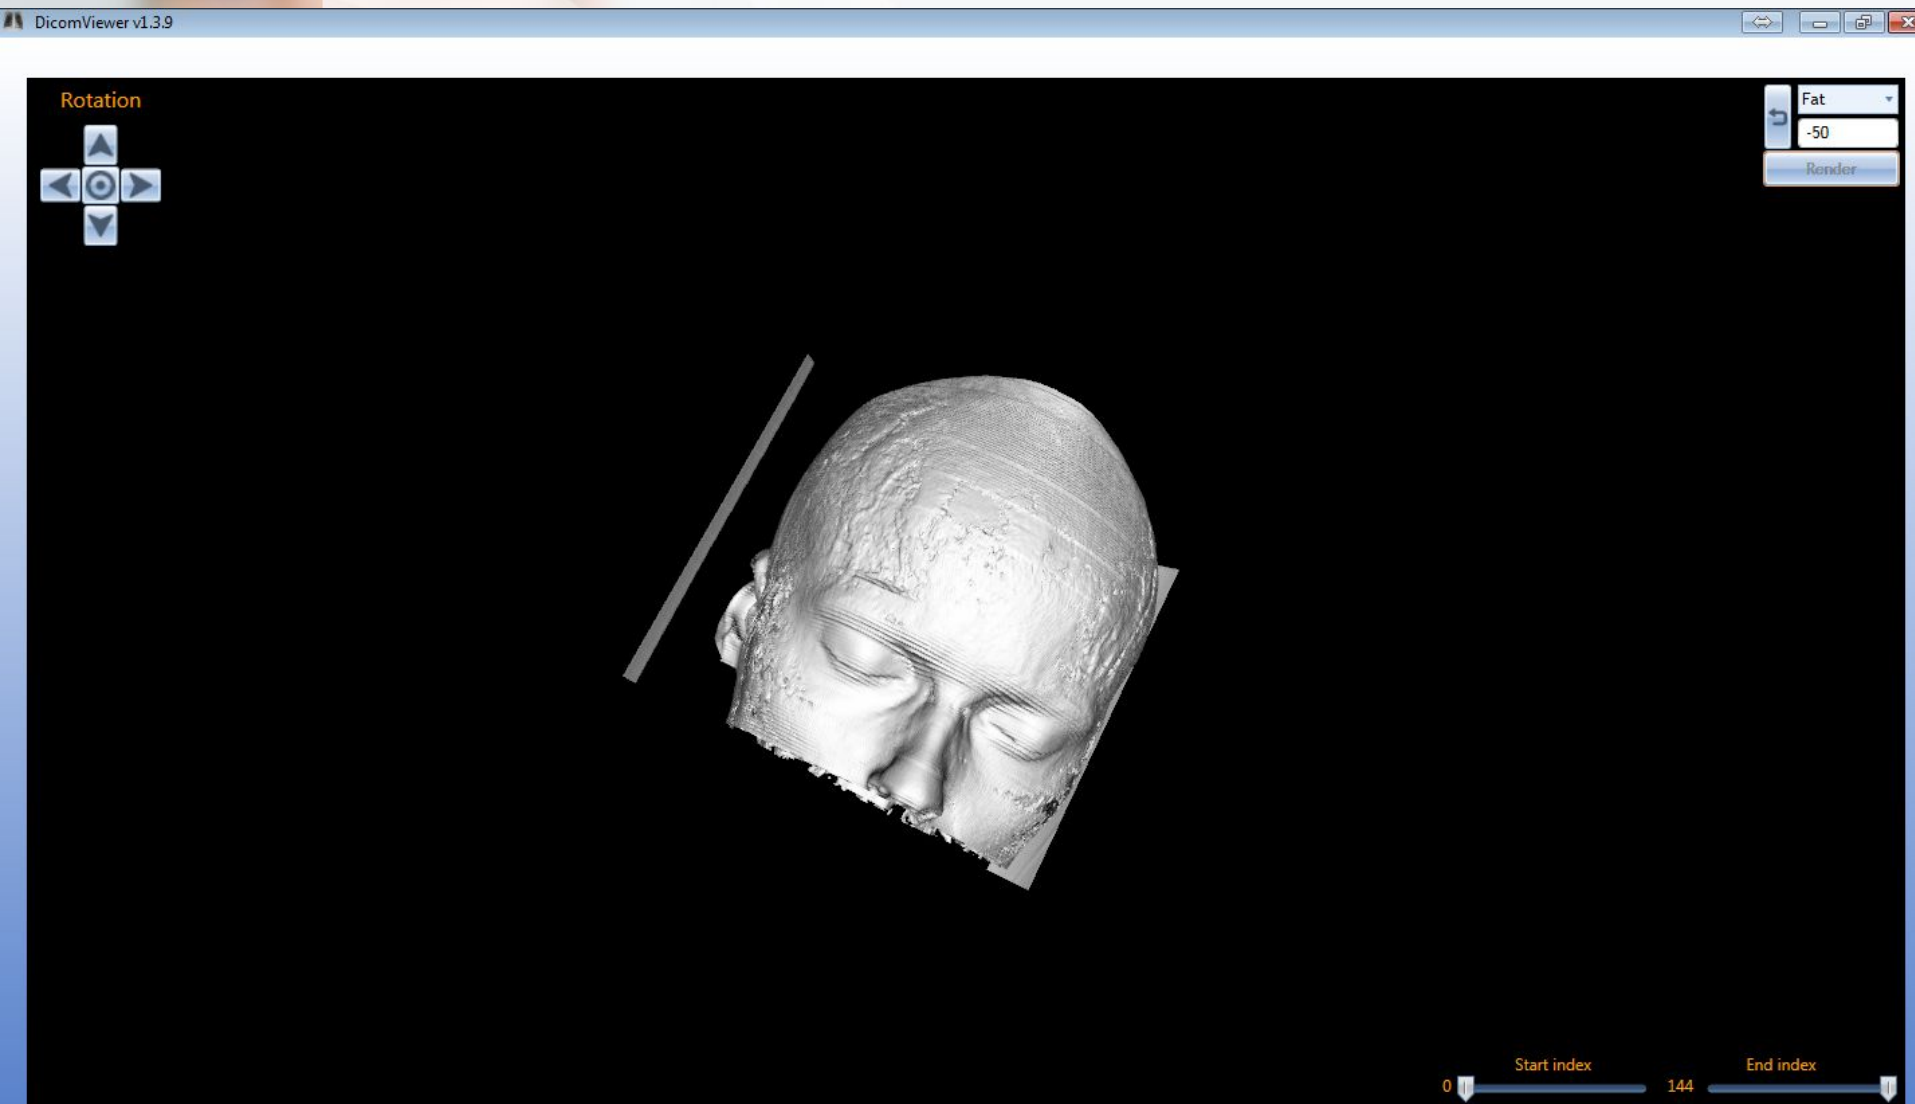 DicomViewer v1.3.9
Rotation
Fat
-50
Render
Start index
End index
0
144